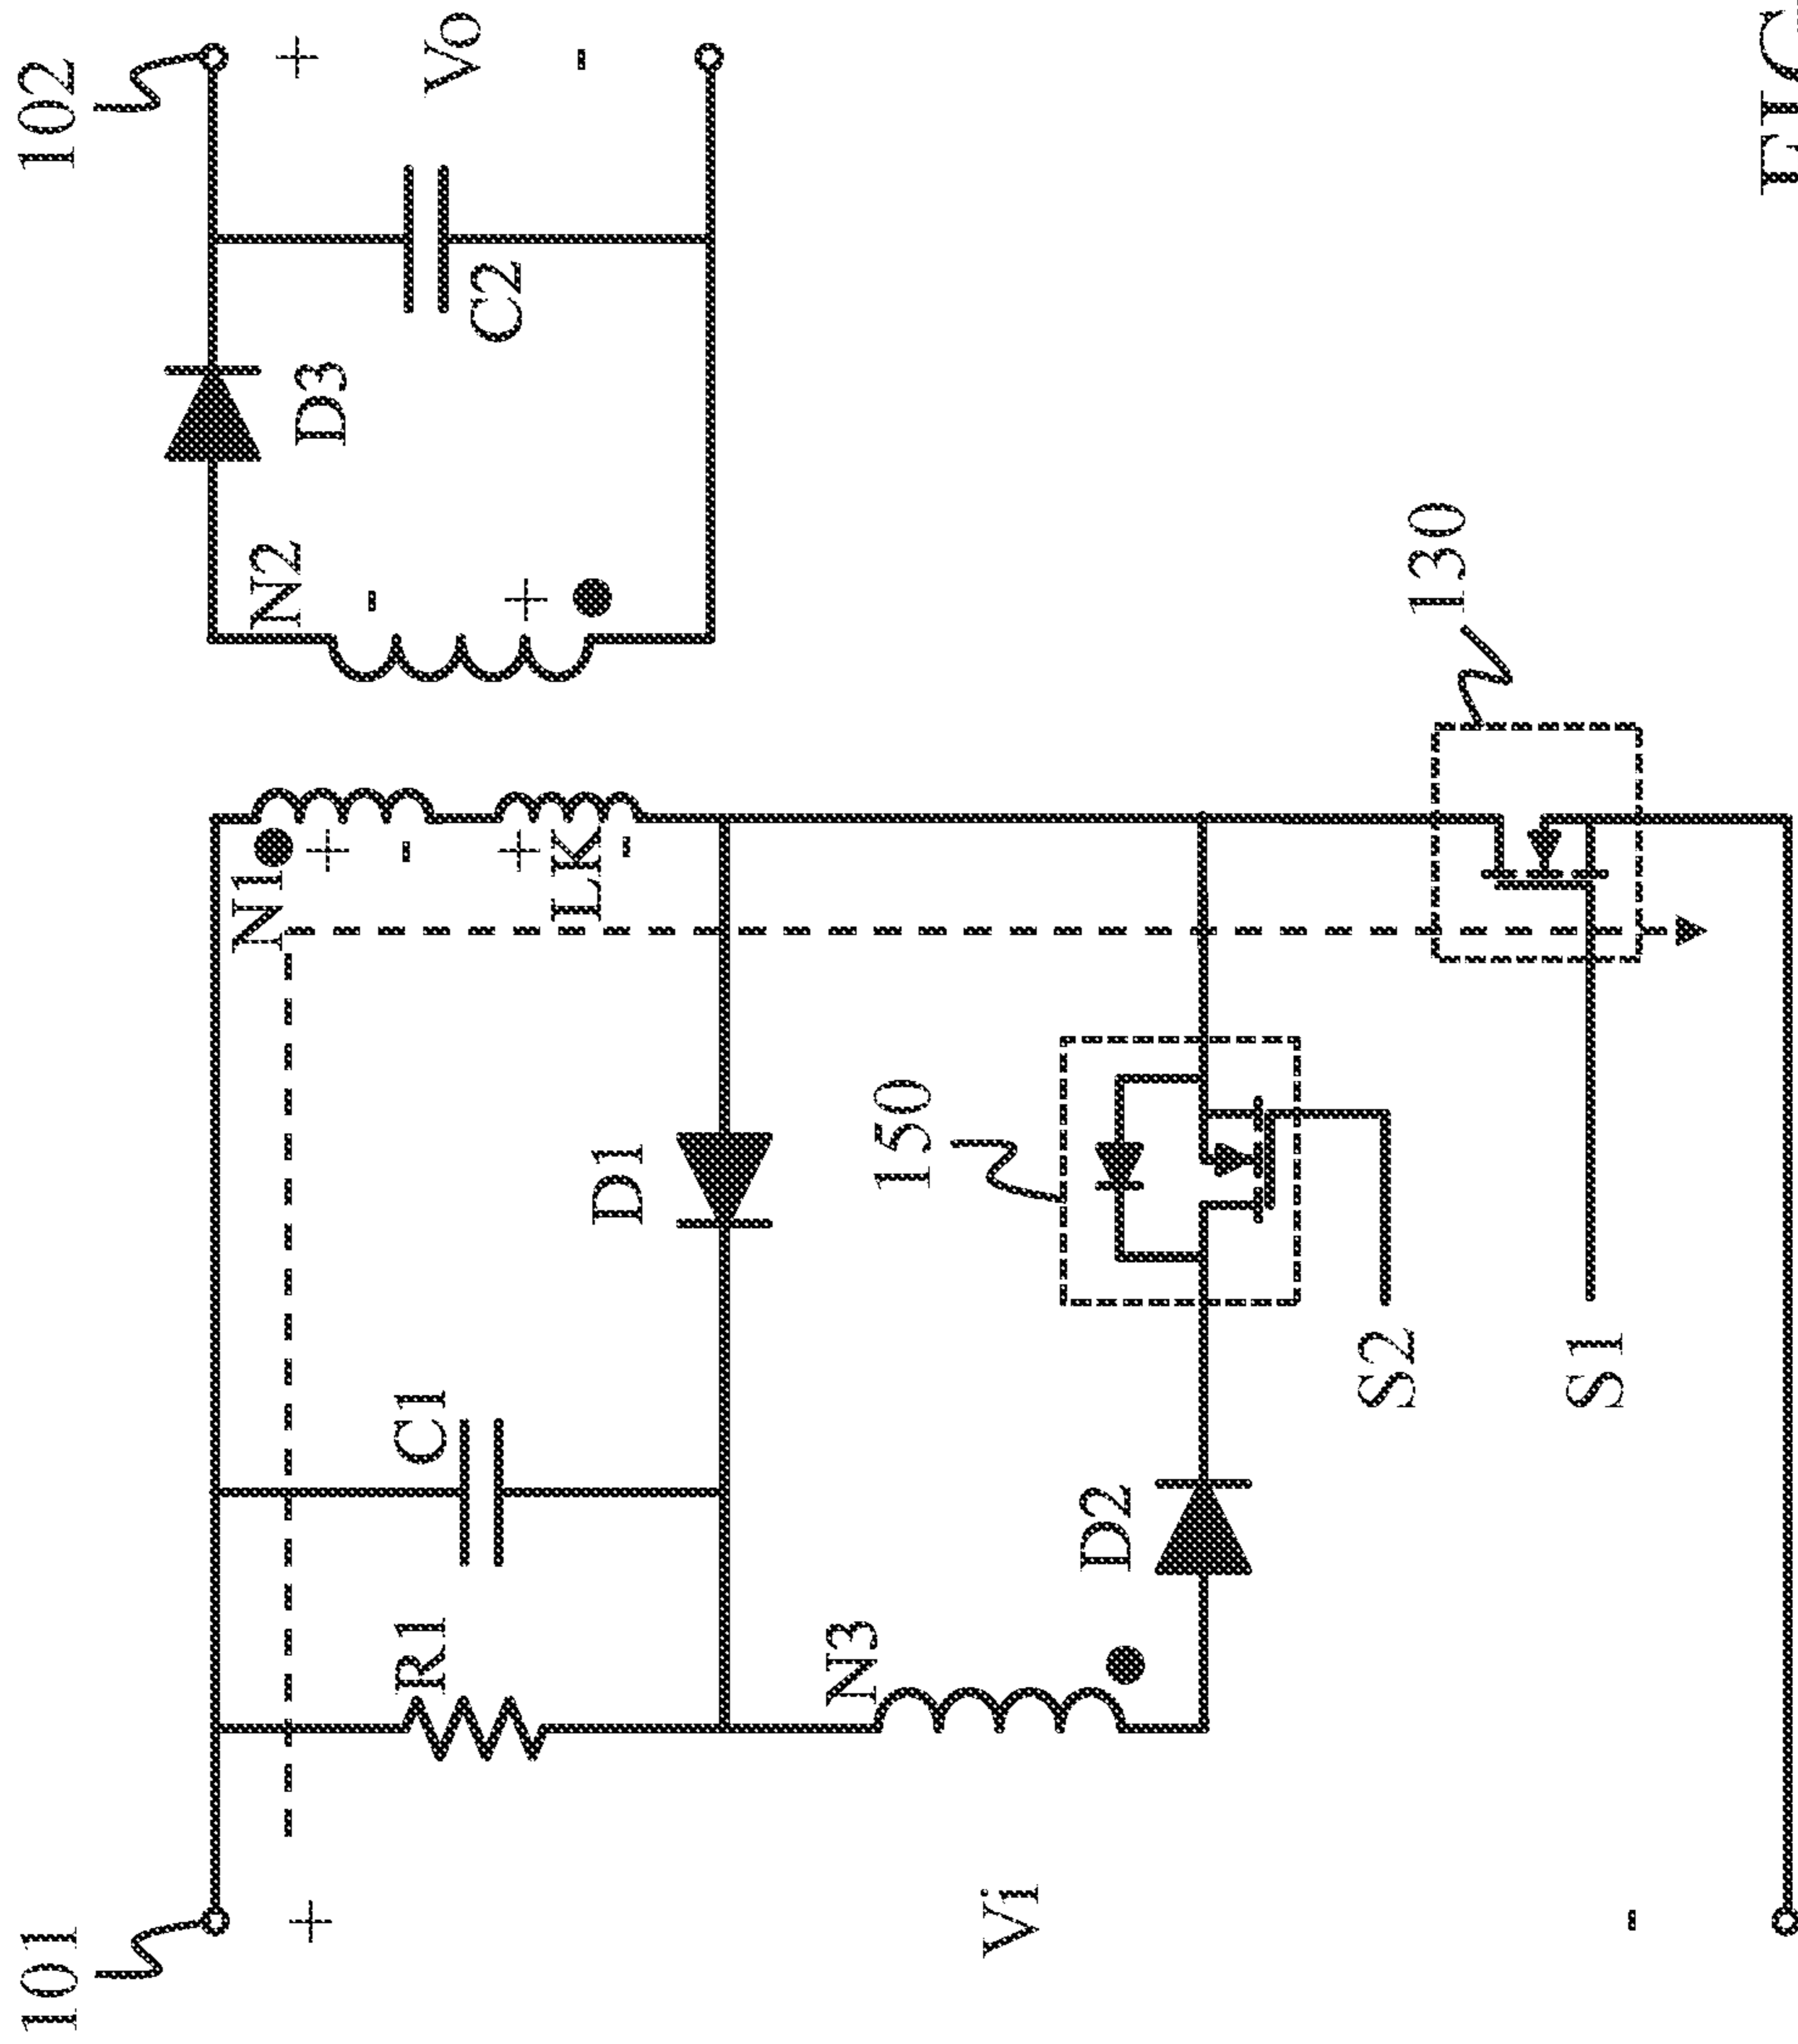 101
102
N1
N2
+
D3
+
+
-
R1
C1
-
Vo
C2
+
+
LK
-
-
D1
-
N3
150
Vi
D2
S2
130
S1
-